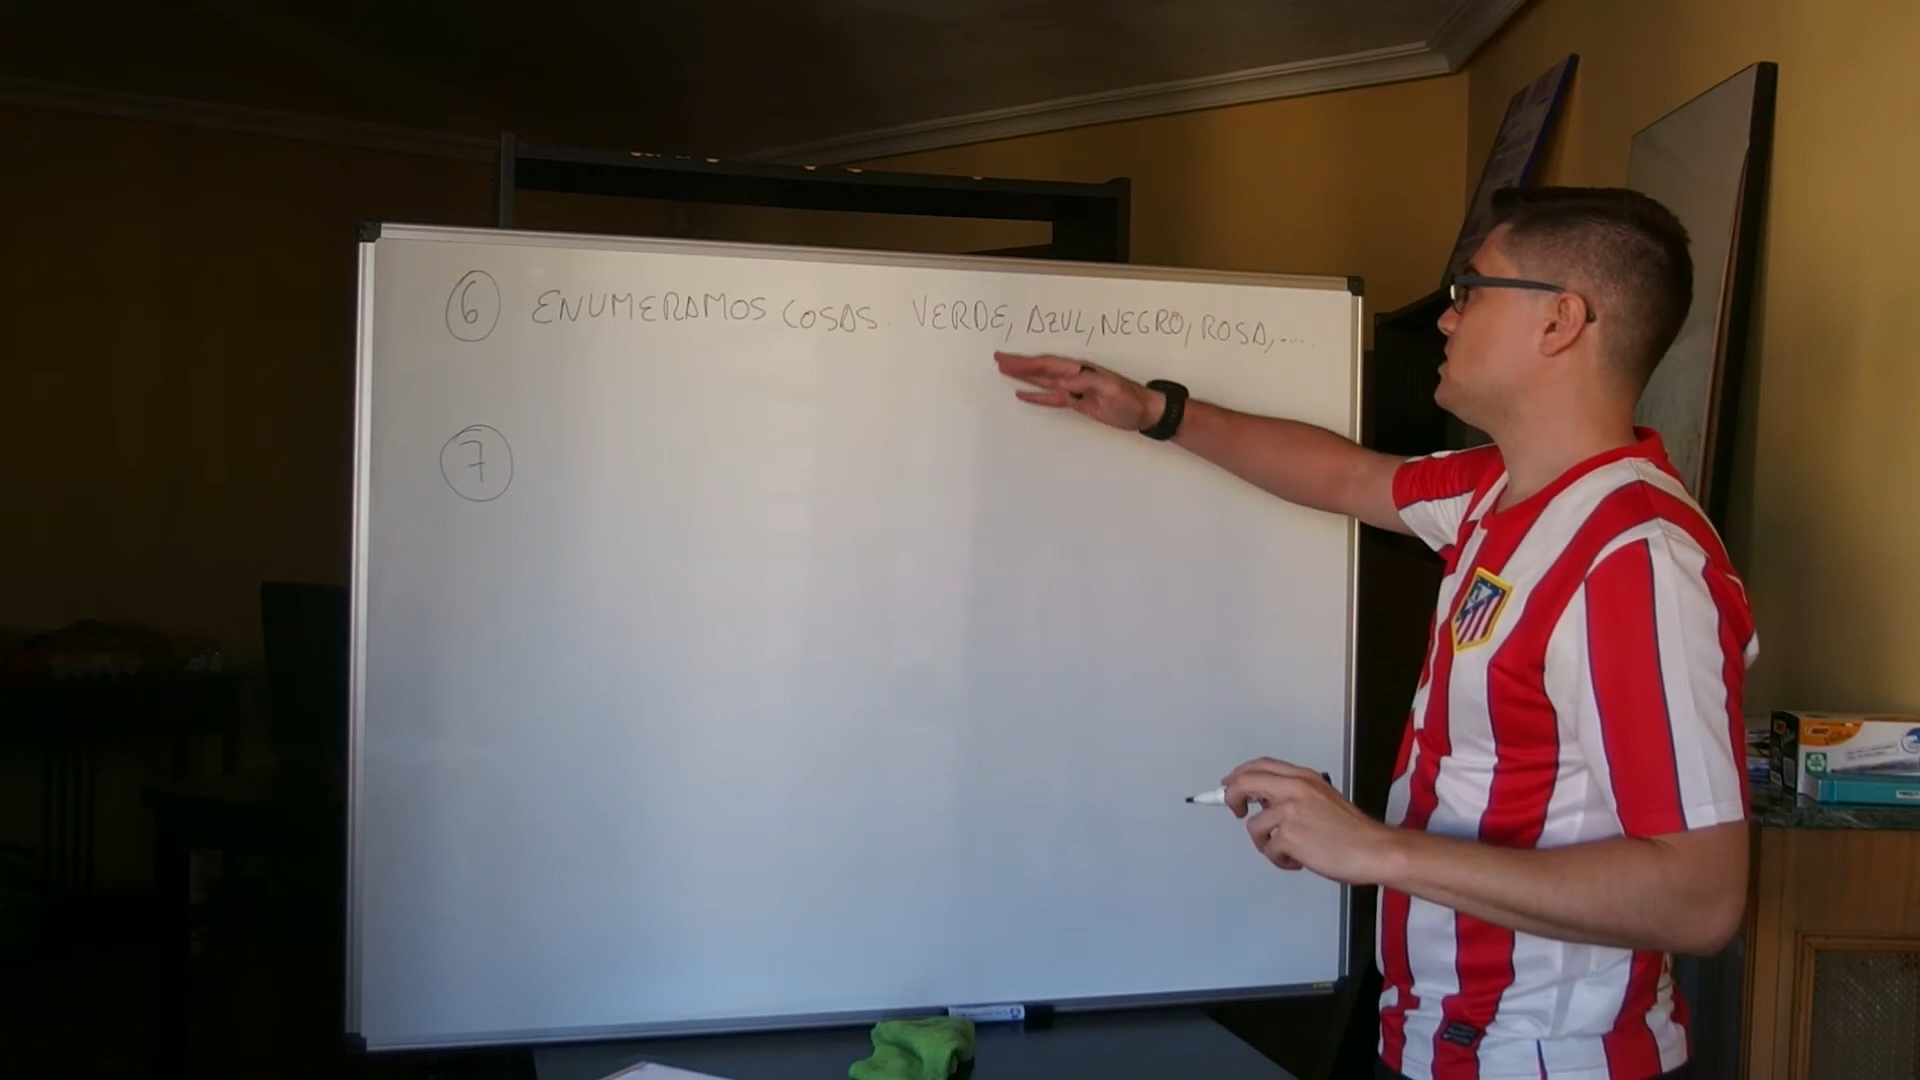 6 ENUMERAMOS COSAS. VERDE, AZUL, NEGRO, ROSA, ....
7